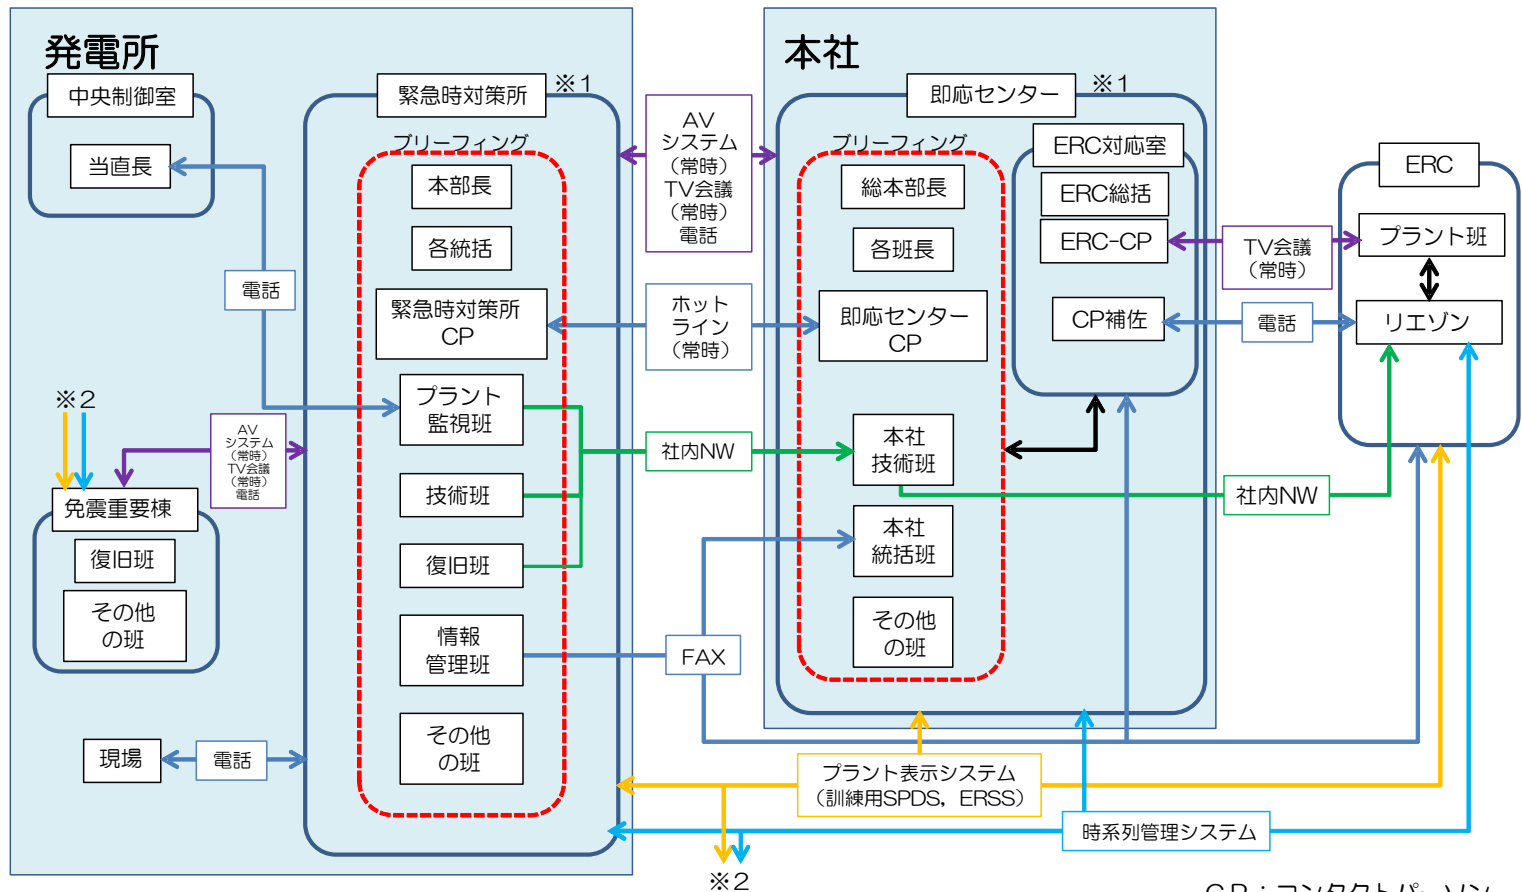 発電所
中央制御室
当直長
電話
※2
免震重要棟
復旧班
その他
の班
現場
電話
AV
システム
（常時）
TV会議
（常時）
電話
緊急時対策所
※1
ブリーフィング
本部長
各統括
緊急時対策所
CP
プラント
監視班
技術班
復旧班
情報
管理班
その他
の班
AV
システム
（常時）
TV会議
（常時）
電話
ホット
ライン
（常時）
社内NW
FAX
本社
即応センター
※1
ブリーフィング
総本部長
各班長
即応センター
CP
本社
技術班
本社
統括班
その他
の班
ERC対応室
ERC総括
ERC-CP
CP補佐
TV会議
（常時）
電話
社内NW
ERC
プラント班
リエゾン
プラント表示システム
（訓練用SPDS，ERSS）
時系列管理システム
※2